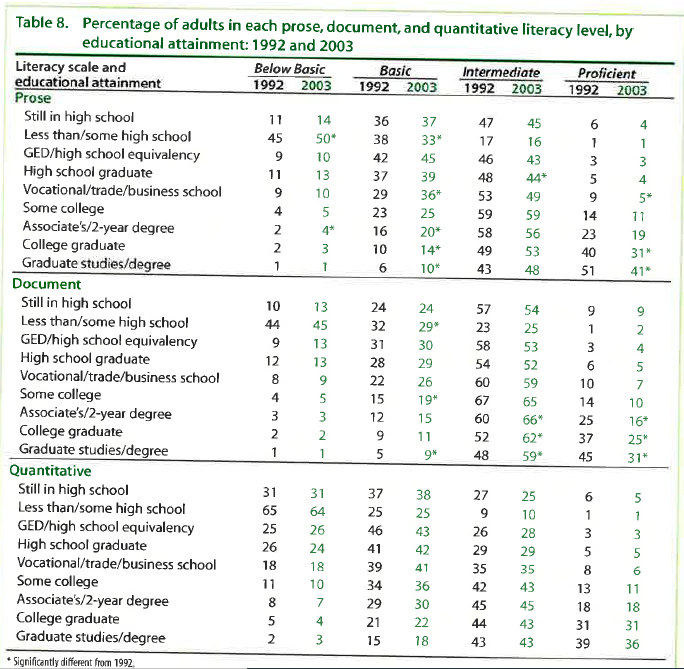 Table 8. Percentage of adults in each prose, document, and quantitative literacy level, by
educational attainment: 1992 and 2003
Literacy scale and Below Basic Basic Intermediate Proficient
educational attainment 1992 2003 1992 2003 1992 2003 1992 2003
Prose
Still in high school 11 14 36 37 47 45 6 4
Less than/some high school 45 50* 38 33* 17 16 1 1
GED/high school equivalency 9 10 42 45 46 43 3 3
High school graduate 11 13 37 39 48 44* 5 4
Vocational/trade/business school 9 10 29 36* 53 49 9 5*
Some college 4 5 23 25 59 59 14 11
Associate's/2-year degree 2 4* 16 20* 58 56 23 19
College graduate 2 3 10 14* 49 53 40 31*
Graduate studies/degree 1 1 6 10* 43 48 51 41*
Document
Still in high school 10 13 24 24 57 54 9 9
Less than/some high school 44 45 32 29* 23 25 1 2
GED/high school equivalency 9 13 31 30 58 53 3 4
High school graduate 12 13 28 29 54 52 6 5
Vocational/trade/business school 8 9 22 26 60 59 10 7
Some college 4 5 15 19* 67 65 14 10
Associate's/2-year degree 3 3 12 15 60 66* 25 16*
College graduate 2 2 9 11 52 62* 37 25*
Graduate studies/degree 1 1 5 9* 48 59* 45 31*
Quantitative
Still in high school 31 31 37 38 27 25 6 5
Less than/some high school 65 64 25 25 9 10 1 1
GED/high school equivalency 25 26 46 43 26 28 3 3
High school graduate 26 24 41 42 29 29 5 5
Vocational/trade/business school 18 18 39 41 35 35 8 6
Some college 11 10 34 36 42 43 13 11
Associate's/2-year degree 8 7 29 30 45 45 18 18
College graduate 5 4 21 22 44 43 31 31
Graduate studies/degree 2 3 15 18 43 43 39 36
* Significantly different from 1992.